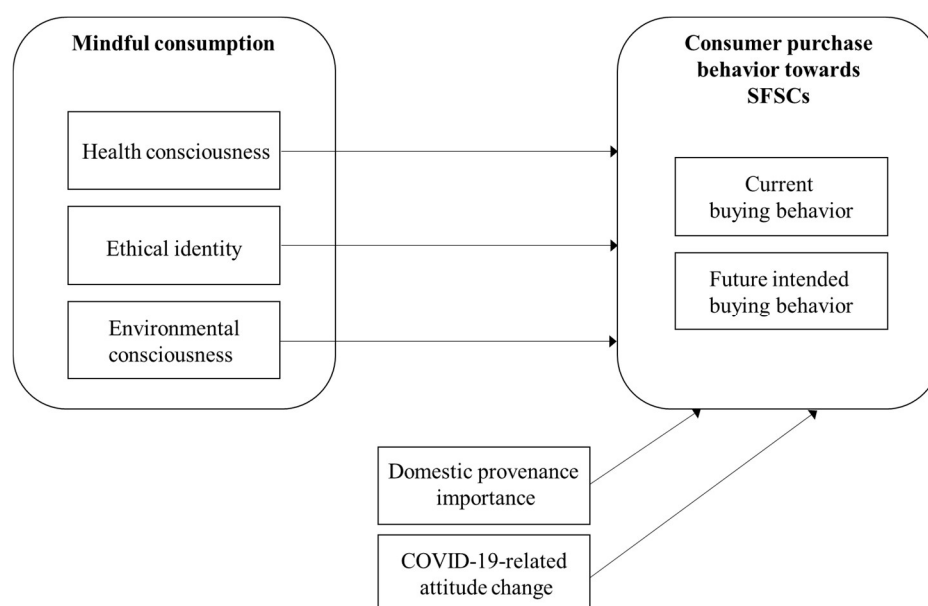 Mindful consumption
Health consciousness
Ethical identity
Environmental
consciousness
Consumer purchase
behavior towards
SFSCs
Current
buying behavior
Future intended
buying behavior
Domestic provenance
importance
COVID-19-related
attitude change